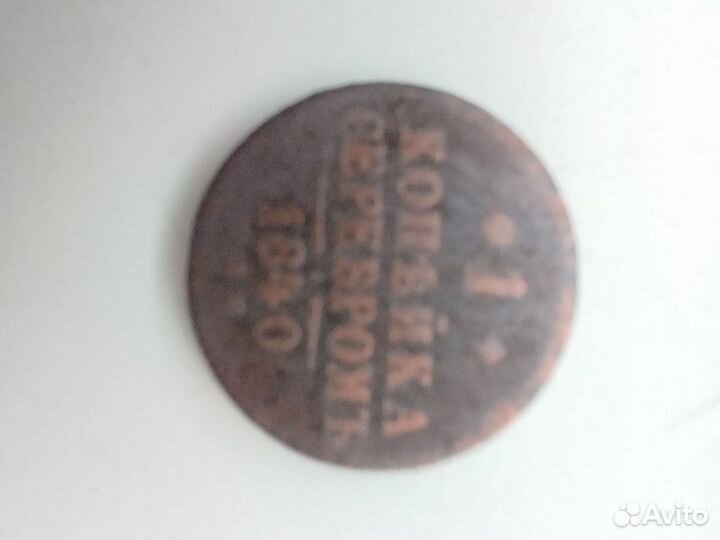 * 1 *
КОПѢЙКА
СЕРЕБРОМЪ
1840
Avito